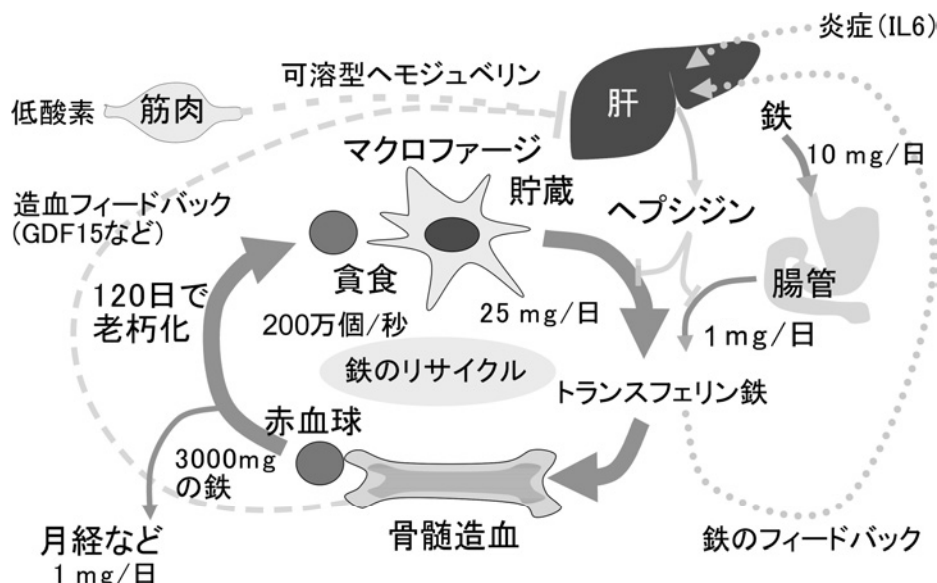 炎症(IL6)
可溶型ヘモジュベリン
肝
低酸素
筋肉
鉄
10 mg/日
マクロファージ
貯蔵
造血フィードバック
(GDF15など)
ヘプシジン
貪食
腸管
120日で
老朽化
200万個/秒
25 mg/日
1mg/日
鉄のリサイクル
トランスフェリン鉄
赤血球
3000mg
の鉄
月経など
1 mg/日
骨髄造血
鉄のフィードバック